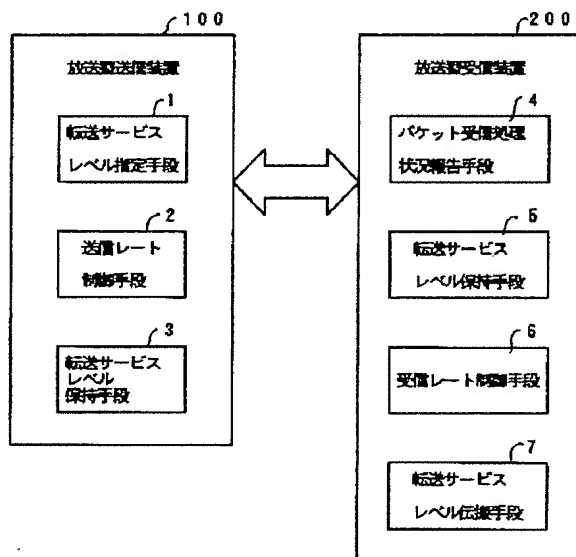 100
放送型送信装置
1
転送サービス
レベル指定手段
2
送信レート
制御手段
3
転送サービス
レベル
保持手段
200
放送型受信装置
4
パケット受信処理
状況報告手段
5
転送サービス
レベル保持手段
6
受信レート制御手段
7
転送サービス
レベル伝搬手段